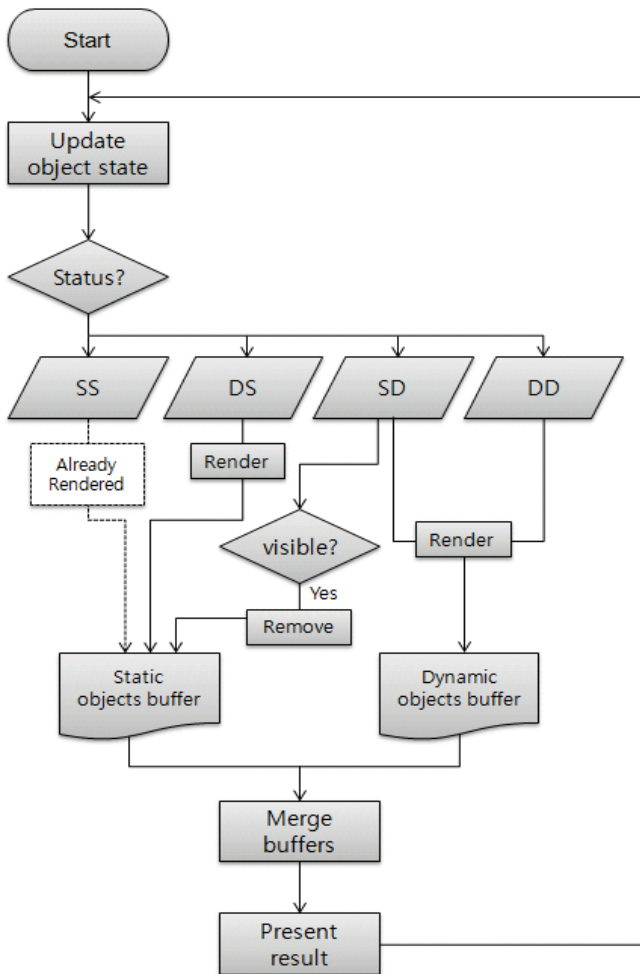 Start
Update
object state
Status?
SS
DS
SD
DD
Already
Rendered
Render
visible?
Render
Yes
Remove
Static
objects buffer
Dynamic
objects buffer
Merge
buffers
Present
result